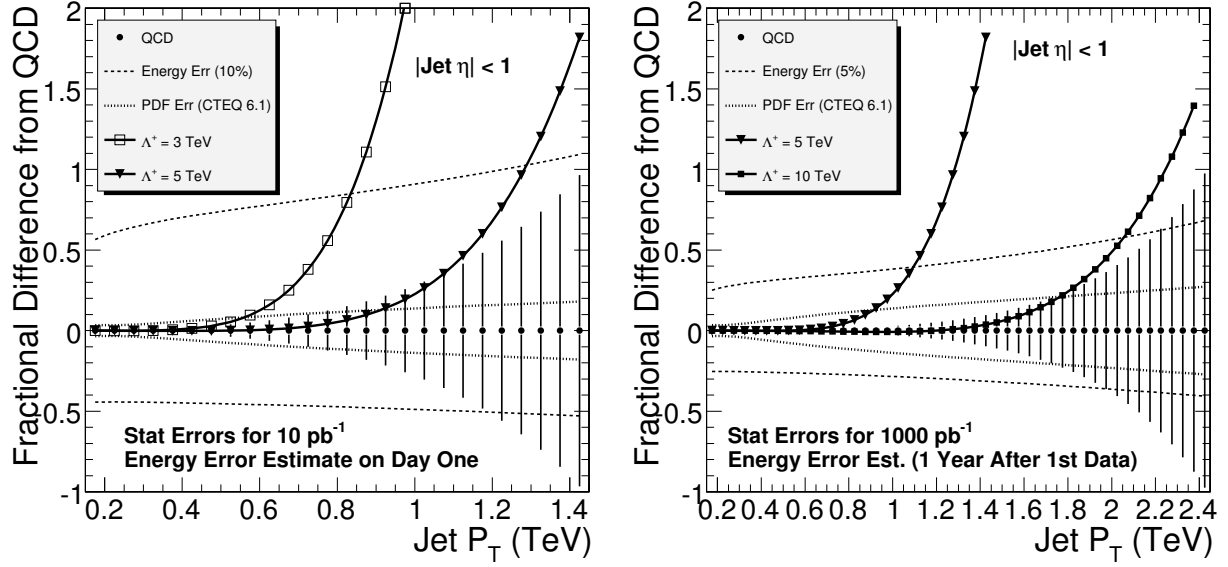 Fractional Difference from QCD
2
1.5
1
0.5
0
-0.5
-1
QCD
Energy Err (10%)
PDF Err (CTEQ 6.1)
Λ⁺ = 3 TeV
Λ⁺ = 5 TeV
|Jet η| < 1
Stat Errors for 10 pb⁻¹
Energy Error Estimate on Day One
0.2 0.4 0.6 0.8 1 1.2 1.4
Jet P_T (TeV)
Fractional Difference from QCD
2
1.5
1
0.5
0
-0.5
-1
QCD
Energy Err (5%)
PDF Err (CTEQ 6.1)
Λ⁺ = 5 TeV
Λ⁺ = 10 TeV
|Jet η| < 1
Stat Errors for 1000 pb⁻¹
Energy Error Est. (1 Year After 1st Data)
0.2 0.4 0.6 0.8 1 1.2 1.4 1.6 1.8 2 2.2 2.4
Jet P_T (TeV)